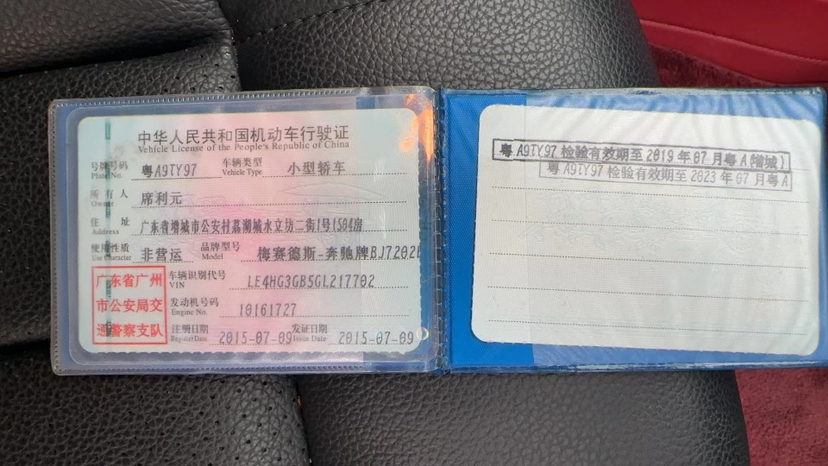 中华人民共和国机动车行驶证
Vehicle License of the People's Republic of China
号牌号码 粤A9TY97 车辆类型 小型轿车
Plate No. Vehicle Type
所有人 席利元
Owner
住址 广东省增城市公安村荔湖城水立坊二街1号1504房
Address
使用性质 非营运 品牌型号 梅赛德斯-奔驰牌BJ7202
Use Character Model
广东省广州
市公安局交
通警察支队
车辆识别代号 LE4HG3GB5GL217702
VIN
发动机号码 10161727
Engine No.
注册日期 2015-07-09 发证日期 2015-07-09
Register Date Issue Date
粤A9TY97 检验有效期至2019年07月粤A(增城)
粤A9TY97 检验有效期至2023年07月粤A